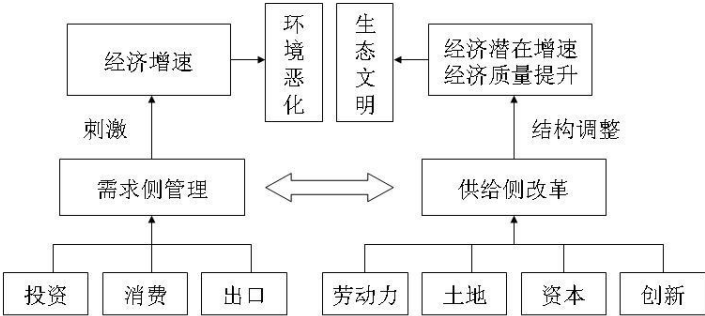 经济增速
环境恶化
生态文明
经济潜在增速
经济质量提升
刺激
结构调整
需求侧管理
供给侧改革
投资
消费
出口
劳动力
土地
资本
创新